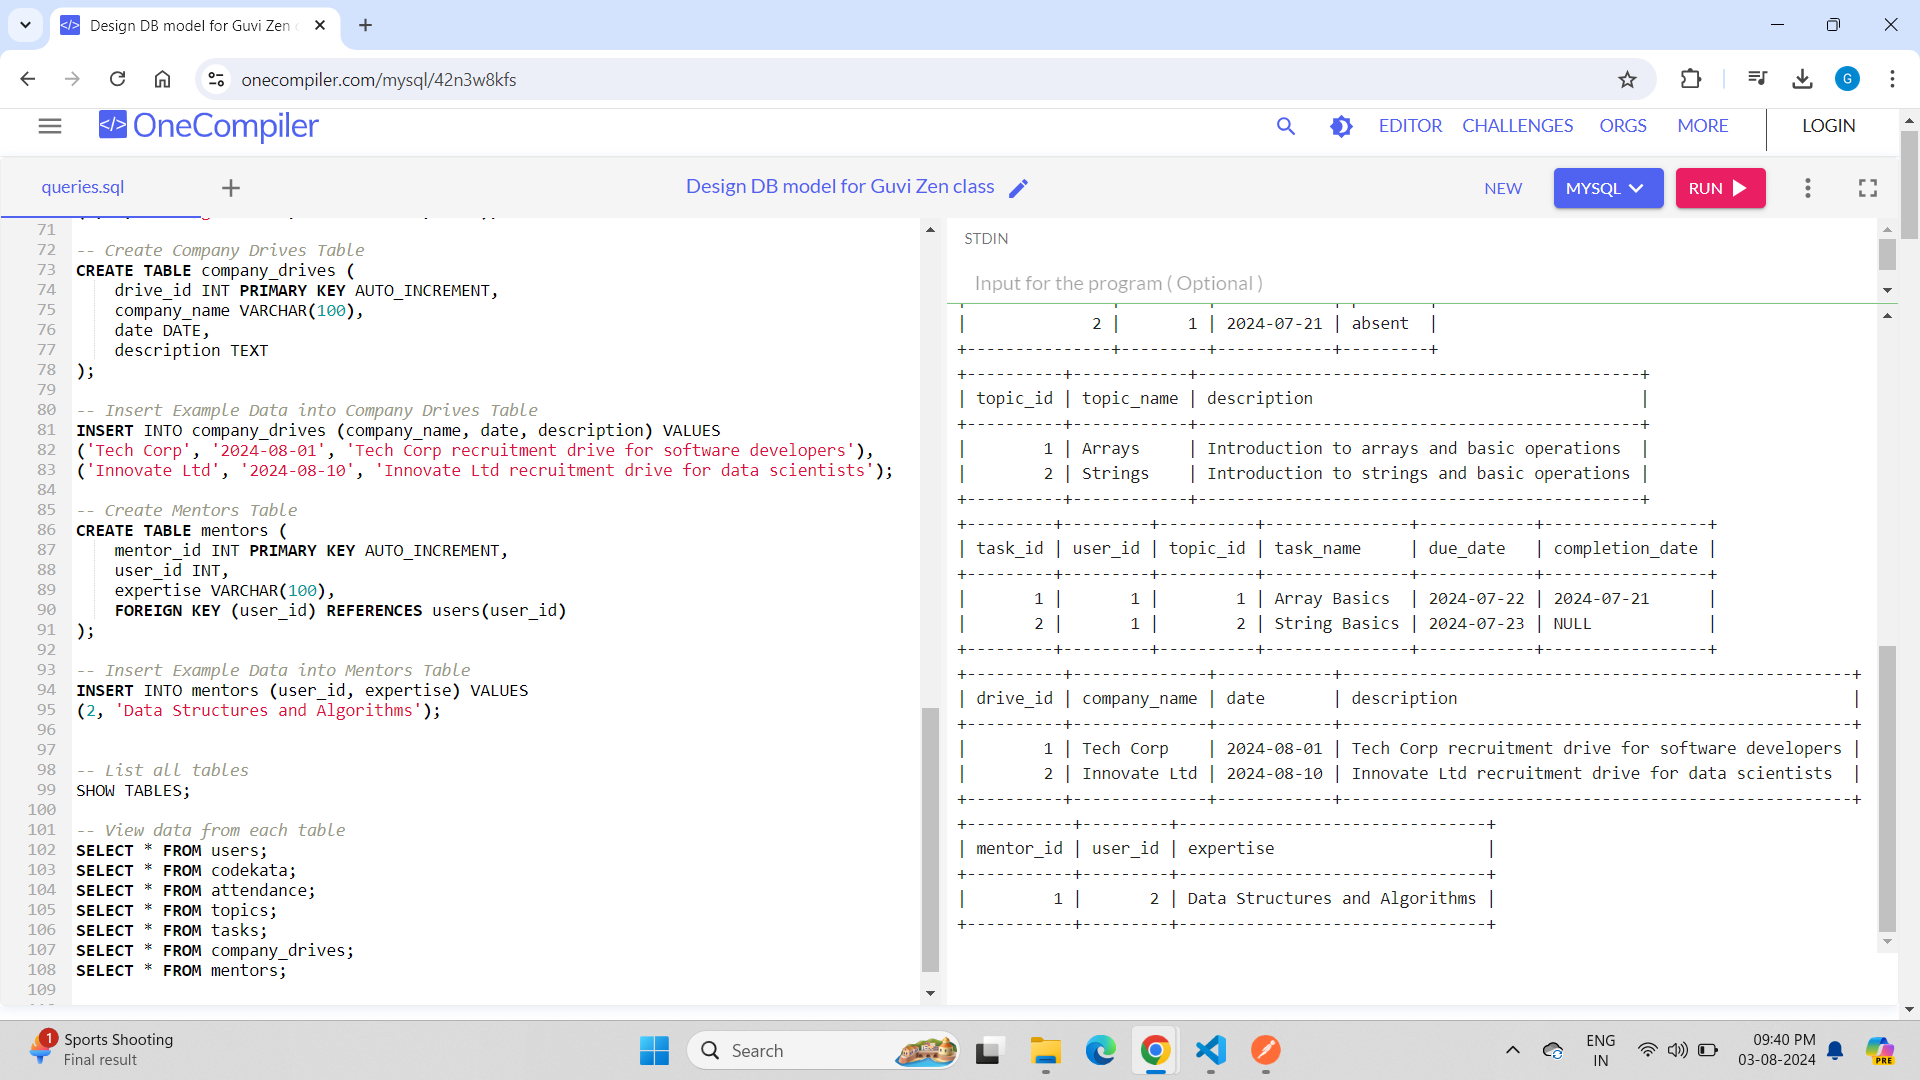 Design DB model for Guvi Zen c
onecompiler.com/mysql/42n3w8kfs
G
</> OneCompiler
EDITOR CHALLENGES ORGS MORE LOGIN
queries.sql
Design DB model for Guvi Zen class
NEW MYSQL RUN
71
72 -- Create Company Drives Table
73 CREATE TABLE company_drives (
74 drive_id INT PRIMARY KEY AUTO_INCREMENT,
75 company_name VARCHAR(100),
76 date DATE,
77 description TEXT
78 );
79
80 -- Insert Example Data into Company Drives Table
81 INSERT INTO company_drives (company_name, date, description) VALUES
82 ('Tech Corp', '2024-08-01', 'Tech Corp recruitment drive for software developers'),
83 ('Innovate Ltd', '2024-08-10', 'Innovate Ltd recruitment drive for data scientists');
84
85 -- Create Mentors Table
86 CREATE TABLE mentors (
87 mentor_id INT PRIMARY KEY AUTO_INCREMENT,
88 user_id INT,
89 expertise VARCHAR(100),
90 FOREIGN KEY (user_id) REFERENCES users(user_id)
91 );
92
93 -- Insert Example Data into Mentors Table
94 INSERT INTO mentors (user_id, expertise) VALUES
95 (2, 'Data Structures and Algorithms');
96
97
98 -- List all tables
99 SHOW TABLES;
100
101 -- View data from each table
102 SELECT * FROM users;
103 SELECT * FROM codekata;
104 SELECT * FROM attendance;
105 SELECT * FROM topics;
106 SELECT * FROM tasks;
107 SELECT * FROM company_drives;
108 SELECT * FROM mentors;
109
STDIN
Input for the program ( Optional )
| 2 | 1 | 2024-07-21 | absent |
+---------------+---------+------------+---------+
+----------+------------+----------------------------------------------+
| topic_id | topic_name | description |
+----------+------------+----------------------------------------------+
| 1 | Arrays | Introduction to arrays and basic operations |
| 2 | Strings | Introduction to strings and basic operations |
+----------+------------+----------------------------------------------+
+---------+---------+----------+---------------+------------+-----------------+
| task_id | user_id | topic_id | task_name | due_date | completion_date |
+---------+---------+----------+---------------+------------+-----------------+
| 1 | 1 | 1 | Array Basics | 2024-07-22 | 2024-07-21 |
| 2 | 1 | 2 | String Basics | 2024-07-23 | NULL |
+---------+---------+----------+---------------+------------+-----------------+
+----------+--------------+------------+-----------------------------------------------------+
| drive_id | company_name | date | description |
+----------+--------------+------------+-----------------------------------------------------+
| 1 | Tech Corp | 2024-08-01 | Tech Corp recruitment drive for software developers |
| 2 | Innovate Ltd | 2024-08-10 | Innovate Ltd recruitment drive for data scientists |
+----------+--------------+------------+-----------------------------------------------------+
+-----------+---------+--------------------------------+
| mentor_id | user_id | expertise |
+-----------+---------+--------------------------------+
| 1 | 2 | Data Structures and Algorithms |
+-----------+---------+--------------------------------+
1
Sports Shooting
Final result
Search
PRE
ENG
IN
09:40 PM
03-08-2024